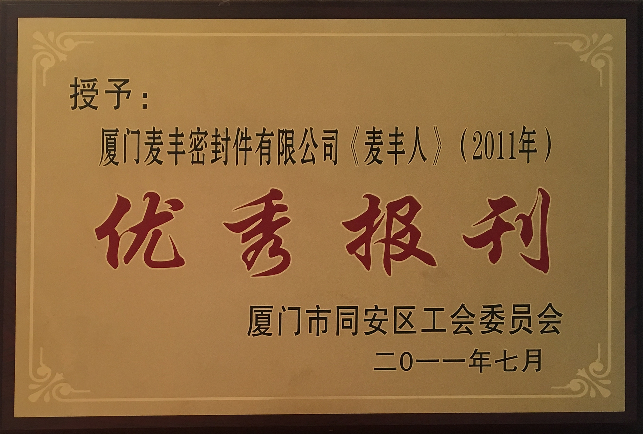 授予：
厦门麦丰密封件有限公司《麦丰人》（2011年）
优秀报刊
厦门市同安区工会委员会
二〇一一年七月